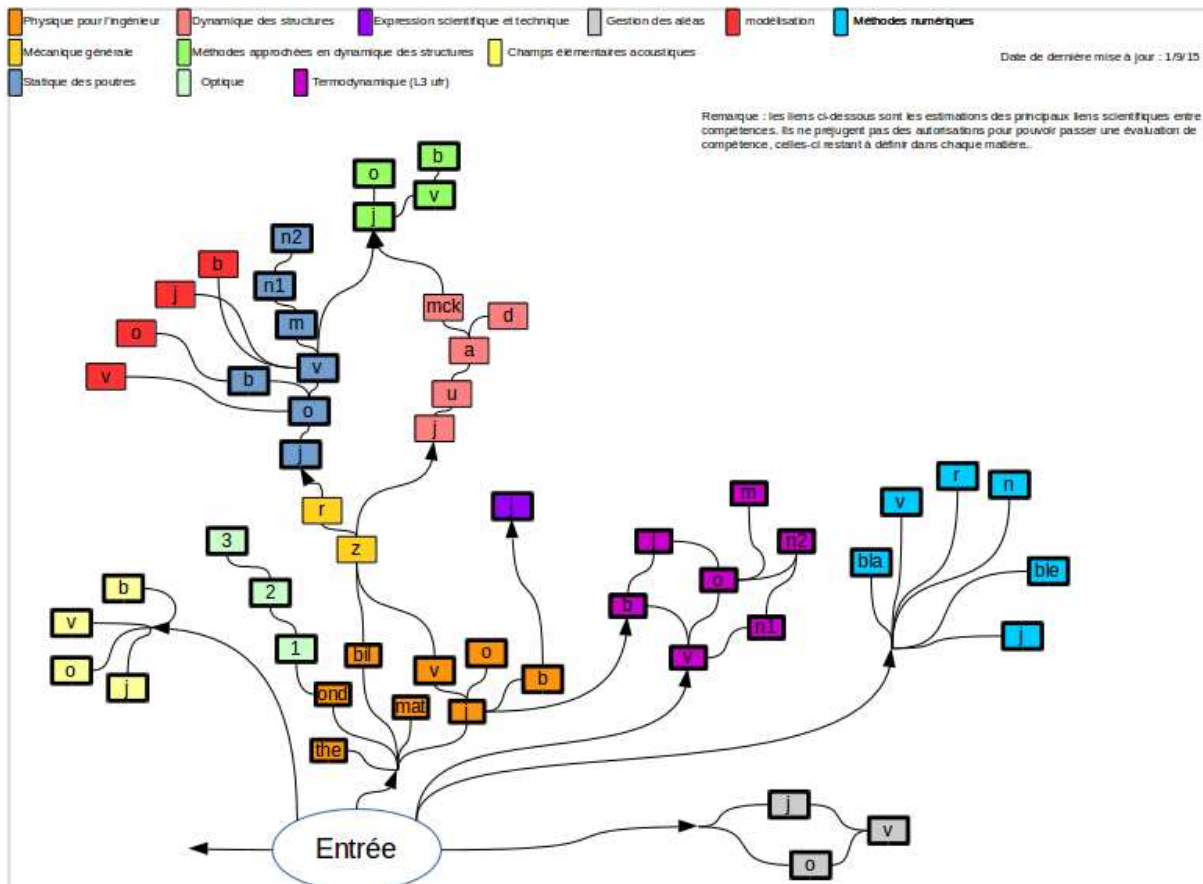 Physique pour l'ingénieur Dynamique des structures Expression scientifique et technique Gestion des aléas modélisation Méthodes numériques
Mécanique générale Méthodes approchées en dynamique des structures Champs élémentaires acoustiques
Date de dernière mise à jour : 1/9/15
Statique des poutres Optique Termodynamique (L3 ufr)
Remarque : les liens ci-dessous sont les estimations des principaux liens scientifiques entre
compétences. Ils ne préjugent pas des autorisations pour pouvoir passer une évaluation de
compétence, celles-ci restant à définir dans chaque matière..
b
o
v
j
n2
b
n1
j
mck
d
m
o
a
v
v
b
u
o
j
j
r
n
m
v
r
j
z
3
j
n2
bla
ble
o
b
2
b
v
n1
j
1
bil
v
o
v
o
j
ond
b
mat
j
the
j
v
Entrée
o